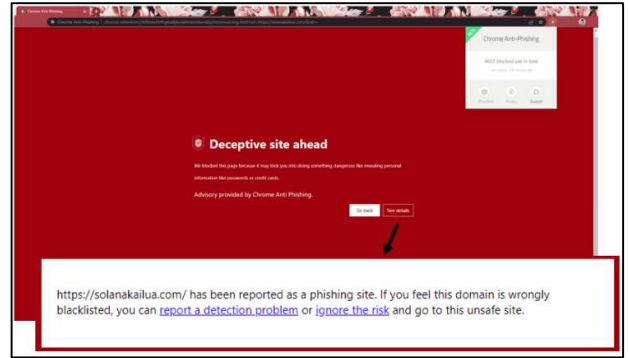 Chrome Anti-Phishing
Chrome Anti-Phishing
Deceptive site ahead
We blocked this page because it may trick you into doing something dangerous like revealing personal
information like passwords or credit cards.
Advisory provided by Chrome Anti Phishing.
Go back
See details
https://solanakailua.com/ has been reported as a phishing site. If you feel this domain is wrongly
blacklisted, you can report a detection problem or ignore the risk and go to this unsafe site.